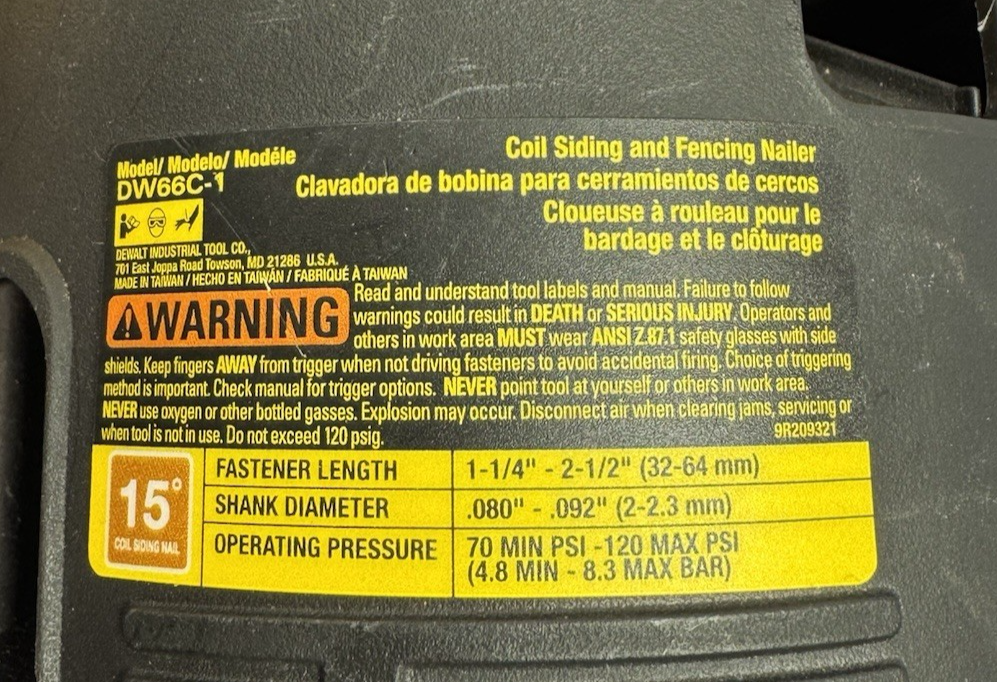 Model/ Modelo/ Modéle
DW66C-1
Coil Siding and Fencing Nailer
Clavadora de bobina para cerramientos de cercos
Cloueuse à rouleau pour le
bardage et le clôturage
DEWALT INDUSTRIAL TOOL CO.,
701 East Joppa Road Towson, MD 21286 U.S.A.
MADE IN TAIWAN / HECHO EN TAIWÁN / FABRIQUÉ À TAIWAN
WARNING
Read and understand tool labels and manual. Failure to follow
warnings could result in DEATH or SERIOUS INJURY. Operators and
others in work area MUST wear ANSI Z.87.1 safety glasses with side
shields. Keep fingers AWAY from trigger when not driving fasteners to avoid accidental firing. Choice of triggering
method is important. Check manual for trigger options. NEVER point tool at yourself or others in work area.
NEVER use oxygen or other bottled gasses. Explosion may occur. Disconnect air when clearing jams, servicing or
when tool is not in use. Do not exceed 120 psig.
9R209321
15°
COIL SIDING NAIL
FASTENER LENGTH 1-1/4" - 2-1/2" (32-64 mm)
SHANK DIAMETER .080" - .092" (2-2.3 mm)
OPERATING PRESSURE 70 MIN PSI -120 MAX PSI
(4.8 MIN - 8.3 MAX BAR)